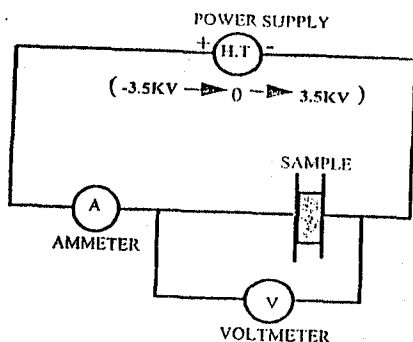 POWER SUPPLY
+ H.T -
( -3.5KV 0 3.5KV )
SAMPLE
A
AMMETER
V
VOLTMETER